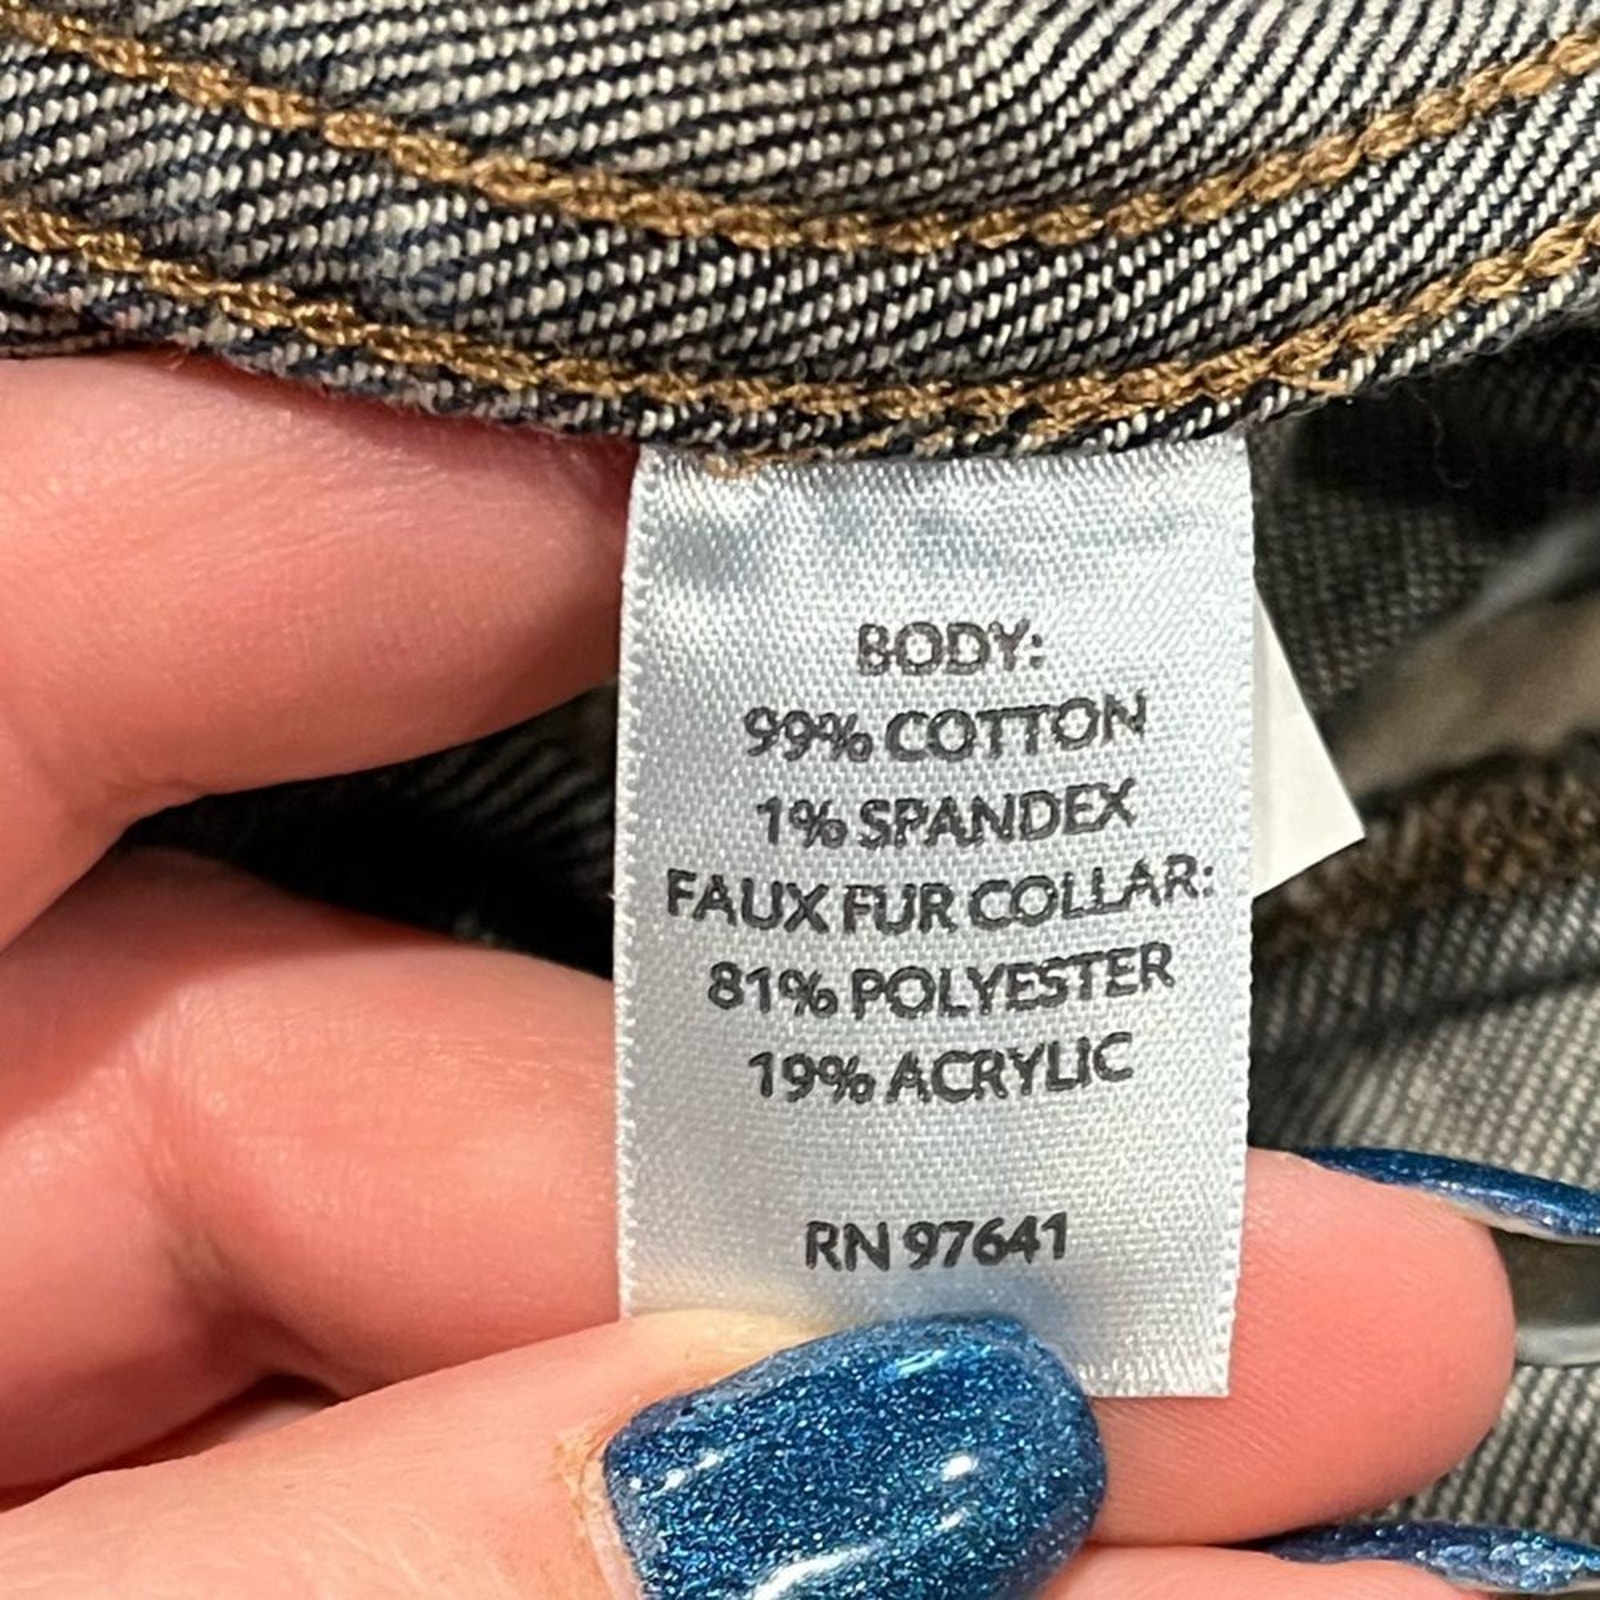 BODY:
99% COTTON
1% SPANDEX
FAUX FUR COLLAR:
81% POLYESTER
19% ACRYLIC
RN 97641